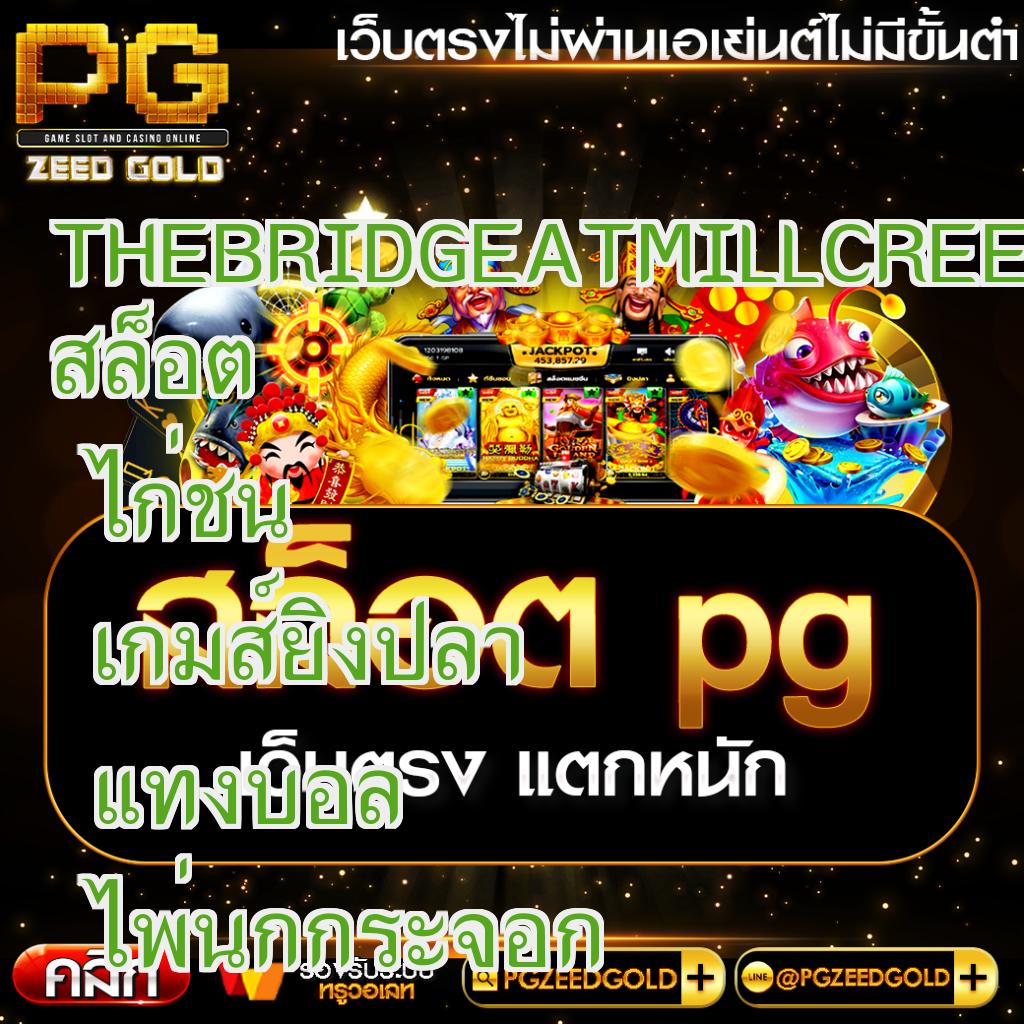 เว็บตรงไม่ผ่านเอเย่นต์ไม่มีขั้นต่ำ
PG
GAME SLOT AND CASINO ONLINE
ZEED GOLD
THEBRIDGEATMILLCREE
1203198108
JACKPOT
453,857.79
สล็อต
ไก่ชน
สล็อต pg
เกมส์ยิงปลา
เว็บตรง แตกหนัก
แทงบอล
ไพ่นกกระจอก
คลิก
รองรับระบบ
ทรูวอเลท
PGZEEDGOLD +
LINE @PGZEEDGOLD +